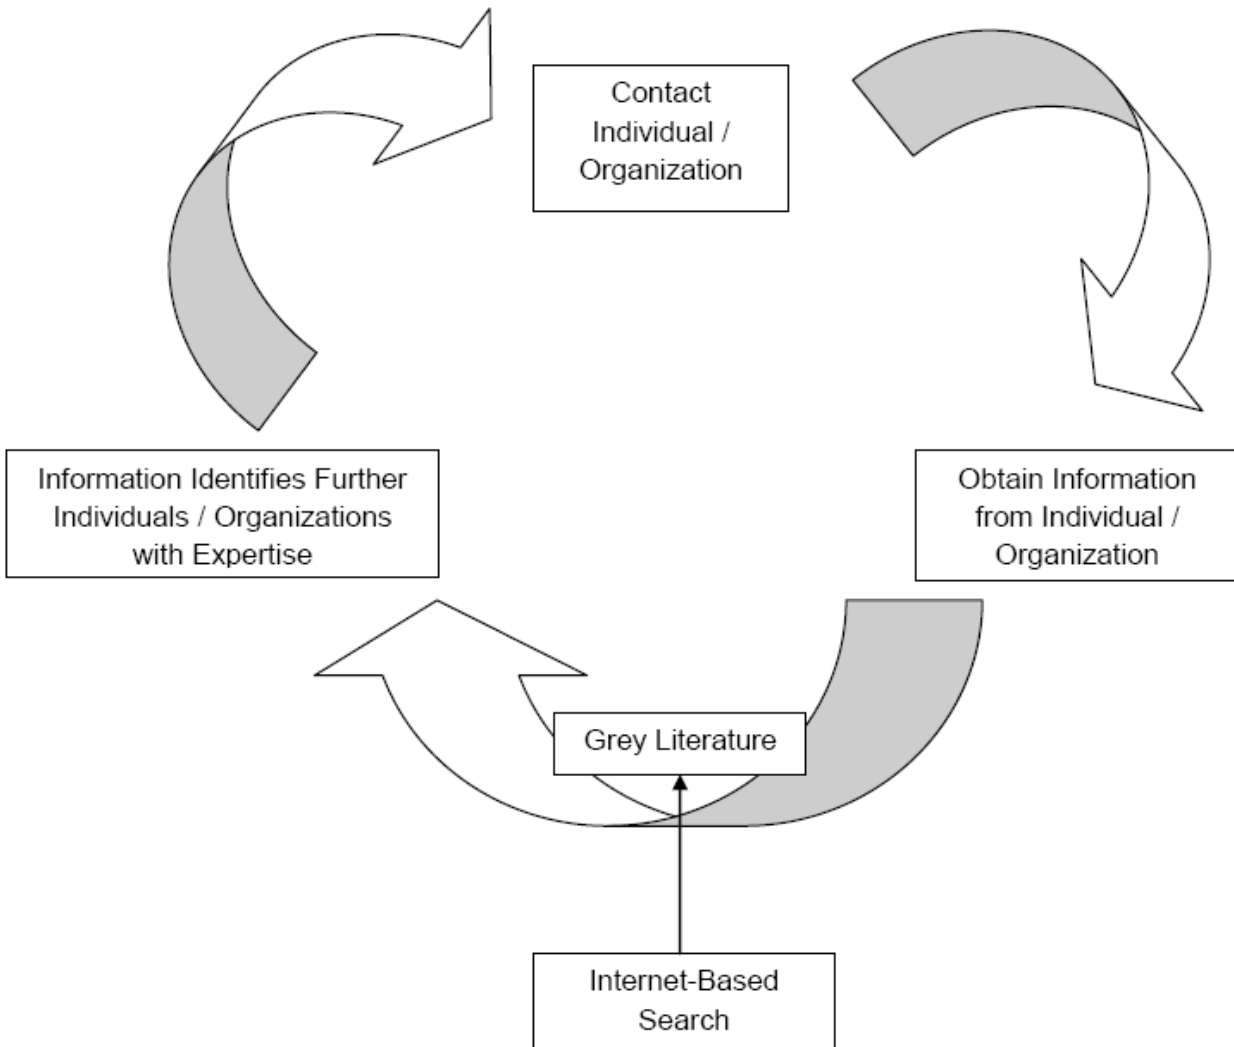 Contact
Individual /
Organization
Information Identifies Further
Individuals / Organizations
with Expertise
Obtain Information
from Individual /
Organization
Grey Literature
Internet-Based
Search